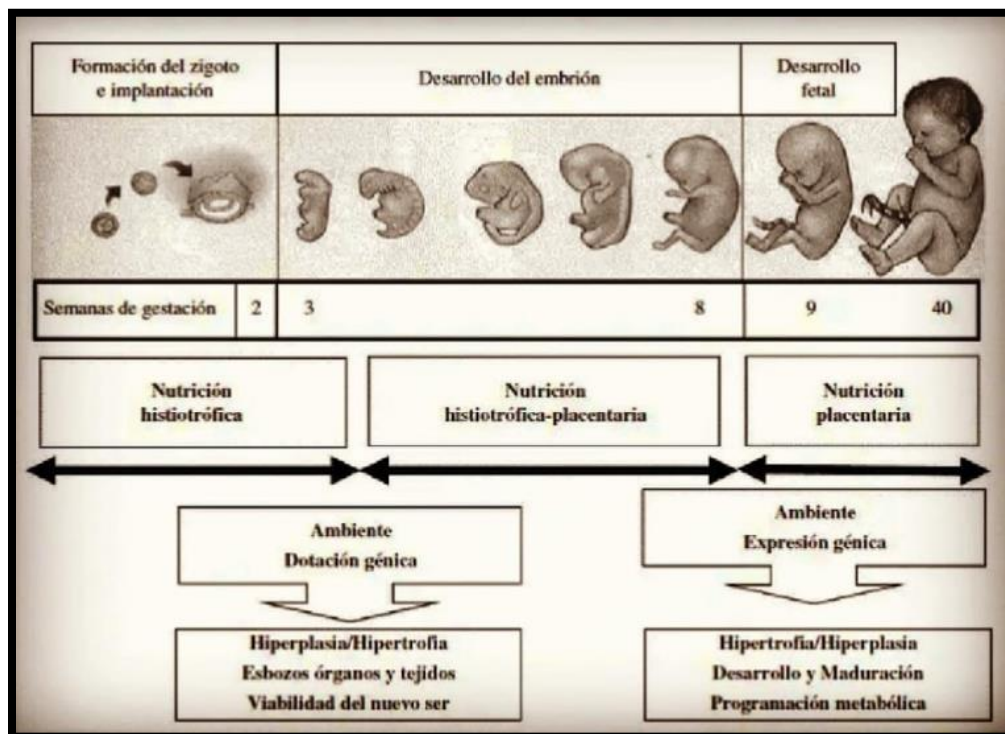 Formación del zigoto
e implantación
Desarrollo del embrión
Desarrollo
fetal
Semanas de gestación
2
3
8
9
40
Nutrición
histiotrófica
Nutrición
histiotrófica-placentaria
Nutrición
placentaria
Ambiente
Dotación génica
Ambiente
Expresión génica
Hiperplasia/Hipertrofia
Esbozos órganos y tejidos
Viabilidad del nuevo ser
Hipertrofia/Hiperplasia
Desarrollo y Maduración
Programación metabólica